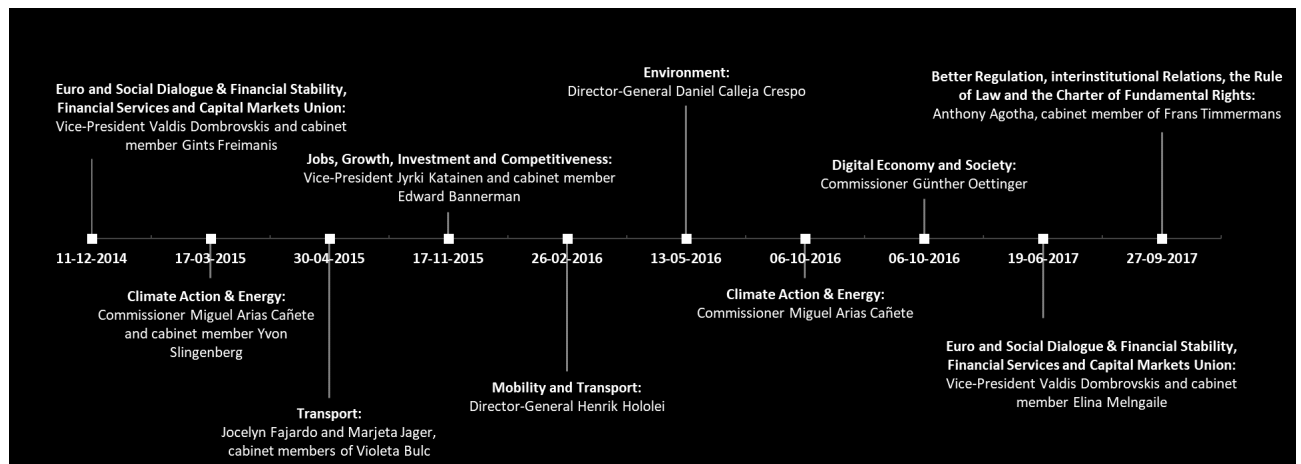 Euro and Social Dialogue & Financial Stability,
Financial Services and Capital Markets Union:
Vice-President Valdis Dombrovskis and cabinet
member Gints Freimanis
Jobs, Growth, Investment and Competitiveness:
Vice-President Jyrki Katainen and cabinet member
Edward Bannerman
Environment:
Director-General Daniel Calleja Crespo
Digital Economy and Society:
Commissioner Günther Oettinger
Better Regulation, interinstitutional Relations, the Rule
of Law and the Charter of Fundamental Rights:
Anthony Agotha, cabinet member of Frans Timmermans
11-12-2014
17-03-2015
30-04-2015
17-11-2015
26-02-2016
13-05-2016
06-10-2016
06-10-2016
19-06-2017
27-09-2017
Climate Action & Energy:
Commissioner Miguel Arias Cañete
and cabinet member Yvon
Slingenberg
Transport:
Jocelyn Fajardo and Marjeta Jager,
cabinet members of Violeta Bulc
Mobility and Transport:
Director-General Henrik Hololei
Climate Action & Energy:
Commissioner Miguel Arias Cañete
Euro and Social Dialogue & Financial Stability,
Financial Services and Capital Markets Union:
Vice-President Valdis Dombrovskis and cabinet
member Elina Melngaile